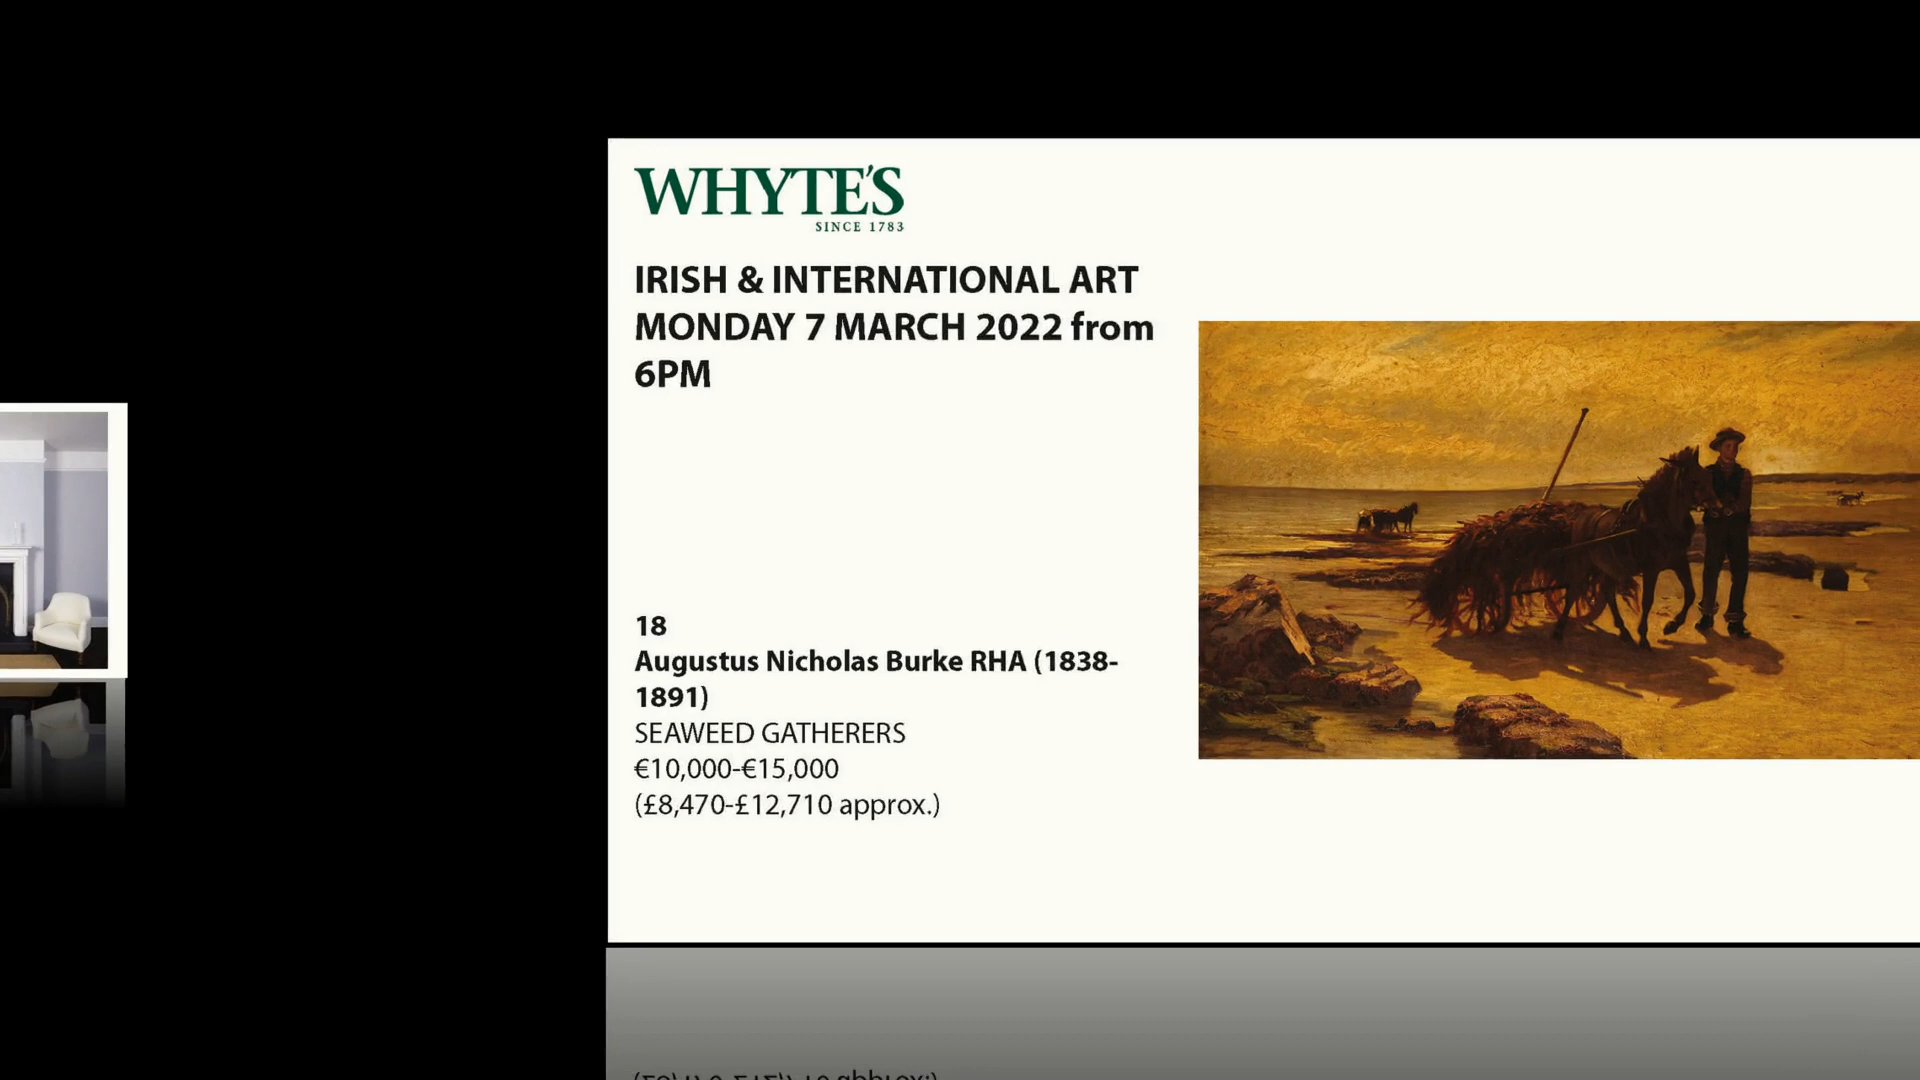 WHYTE'S
SINCE 1783
IRISH & INTERNATIONAL ART
MONDAY 7 MARCH 2022 from
6PM
18
Augustus Nicholas Burke RHA (1838-
1891)
SEAWEED GATHERERS
€10,000-€15,000
(£8,470-£12,710 approx.)